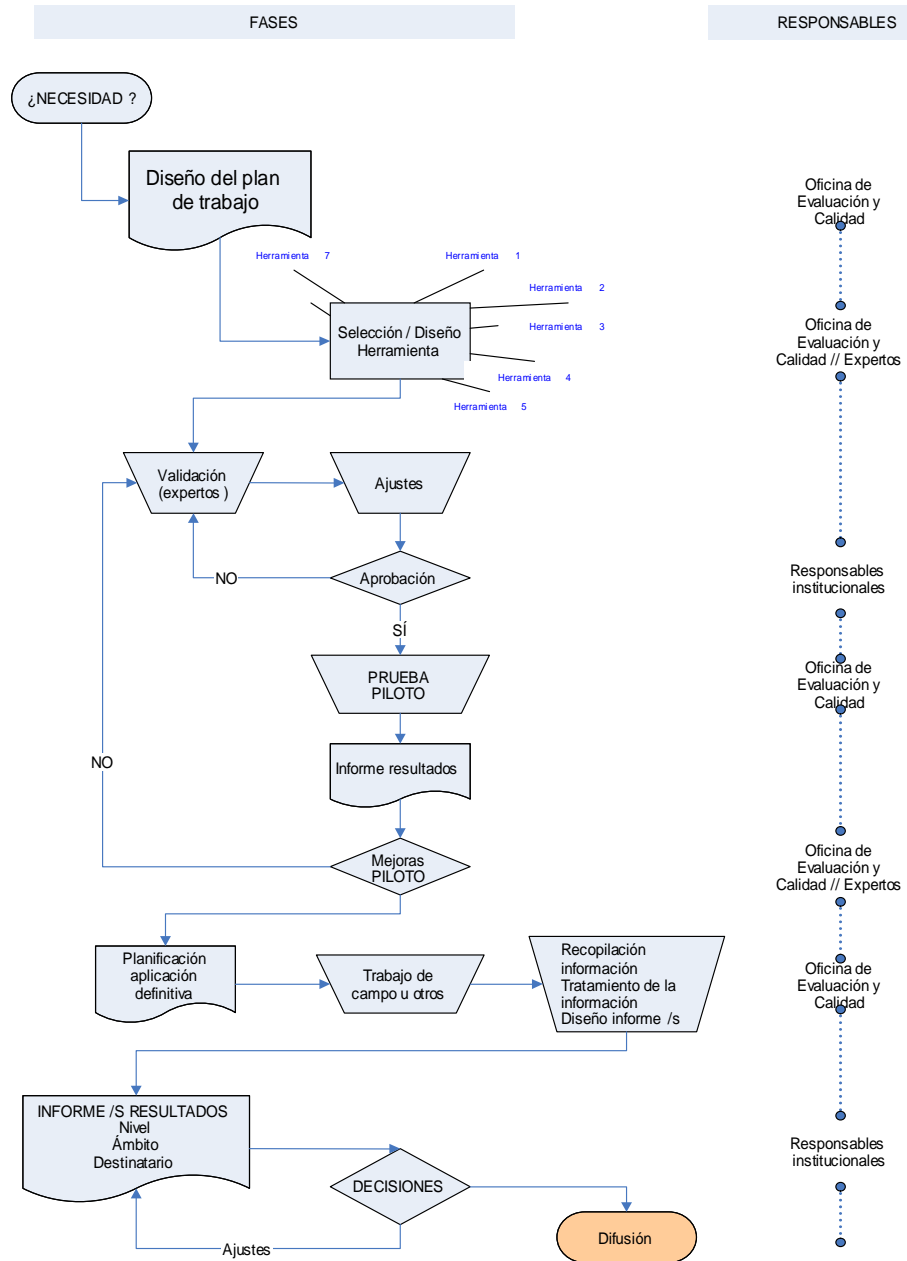 FASES
RESPONSABLES
¿NECESIDAD ?
Diseño del plan
de trabajo
Oficina de
Evaluación y
Calidad
Herramienta 7
Herramienta 1
Herramienta 2
Herramienta 3
Herramienta 4
Herramienta 5
Selección / Diseño
Herramienta
Oficina de
Evaluación y
Calidad // Expertos
Validación
(expertos )
Ajustes
Aprobación
NO
SÍ
Responsables
institucionales
PRUEBA
PILOTO
Oficina de
Evaluación y
Calidad
Informe resultados
NO
Mejoras
PILOTO
Oficina de
Evaluación y
Calidad // Expertos
Planificación
aplicación
definitiva
Trabajo de
campo u otros
Recopilación
información
Tratamiento de la
información
Diseño informe /s
Oficina de
Evaluación y
Calidad
INFORME /S RESULTADOS
Nivel
Ámbito
Destinatario
DECISIONES
Responsables
institucionales
Ajustes
Difusión